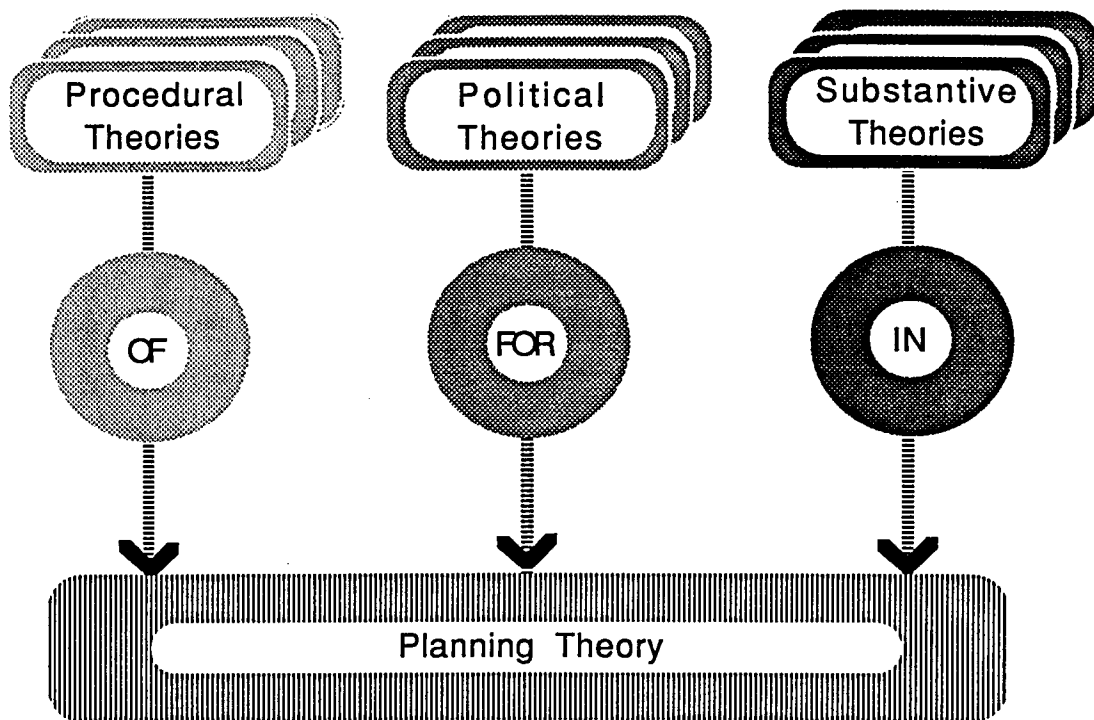 Procedural
Theories
Political
Theories
Substantive
Theories
OF
FOR
IN
Planning Theory